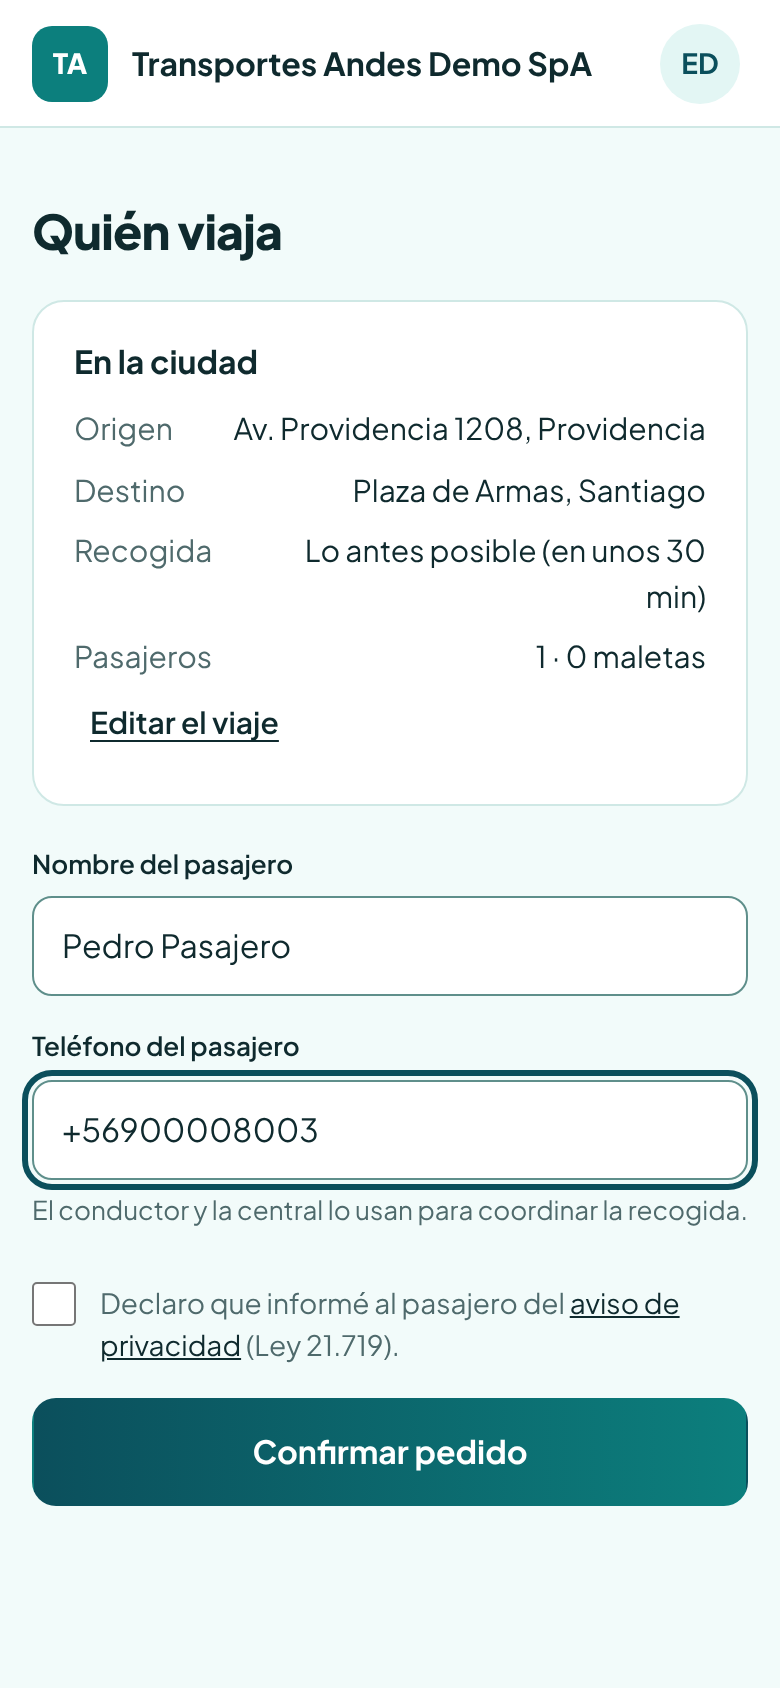 TA
Transportes Andes Demo SpA
ED
Quién viaja
En la ciudad
Origen Av. Providencia 1208, Providencia
Destino Plaza de Armas, Santiago
Recogida Lo antes posible (en unos 30
min)
Pasajeros 1 · 0 maletas
Editar el viaje
Nombre del pasajero
Pedro Pasajero
Teléfono del pasajero
+56900008003
El conductor y la central lo usan para coordinar la recogida.
Declaro que informé al pasajero del aviso de
privacidad (Ley 21.719).
Confirmar pedido